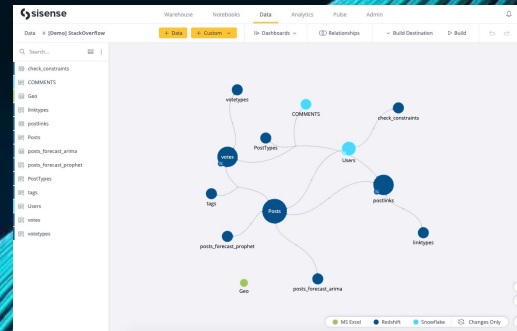 sisense
Warehouse Notebooks Data Analytics Pulse Admin
Data [Demo] StackOverflow + Data + Custom Dashboards Relationships Build Destination Build
Search...
check_constraints
COMMENTS
Geo
linktypes
postlinks
Posts
posts_forecast_arima
posts_forecast_prophet
PostTypes
tags
Users
votes
votetypes
votetypes
COMMENTS
check_constraints
PostTypes
votes
Users
tags
postlinks
Posts
linktypes
posts_forecast_prophet
Geo
posts_forecast_arima
MS Excel Redshift Snowflake Changes Only